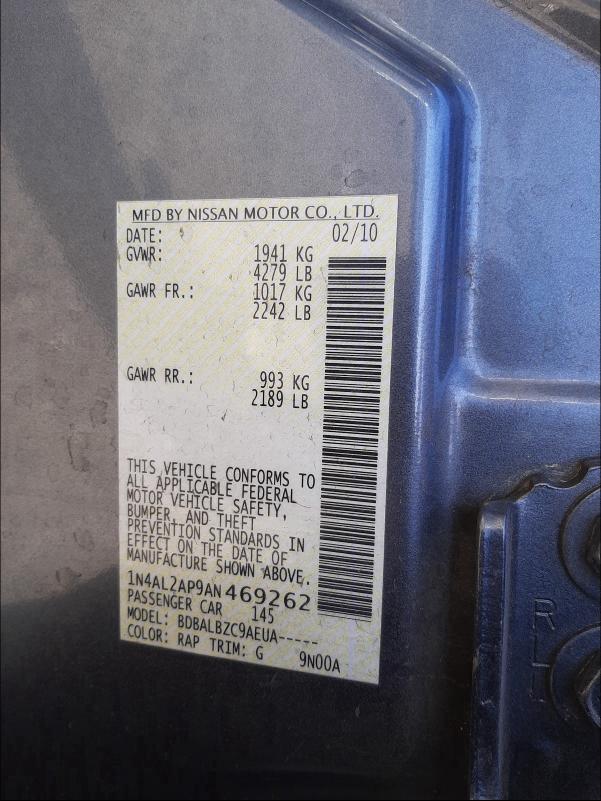 MFD BY NISSAN MOTOR CO., LTD.
DATE: 02/10
GVWR: 1941 KG
4279 LB
GAWR FR.: 1017 KG
2242 LB
GAWR RR.: 993 KG
2189 LB
THIS VEHICLE CONFORMS TO
ALL APPLICABLE FEDERAL
MOTOR VEHICLE SAFETY,
BUMPER, AND THEFT
PREVENTION STANDARDS IN
EFFECT ON THE DATE OF
MANUFACTURE SHOWN ABOVE.
1N4AL2AP9AN469262
PASSENGER CAR 145
MODEL: BDBALBZC9AEUA-----
COLOR: RAP TRIM: G 9N00A